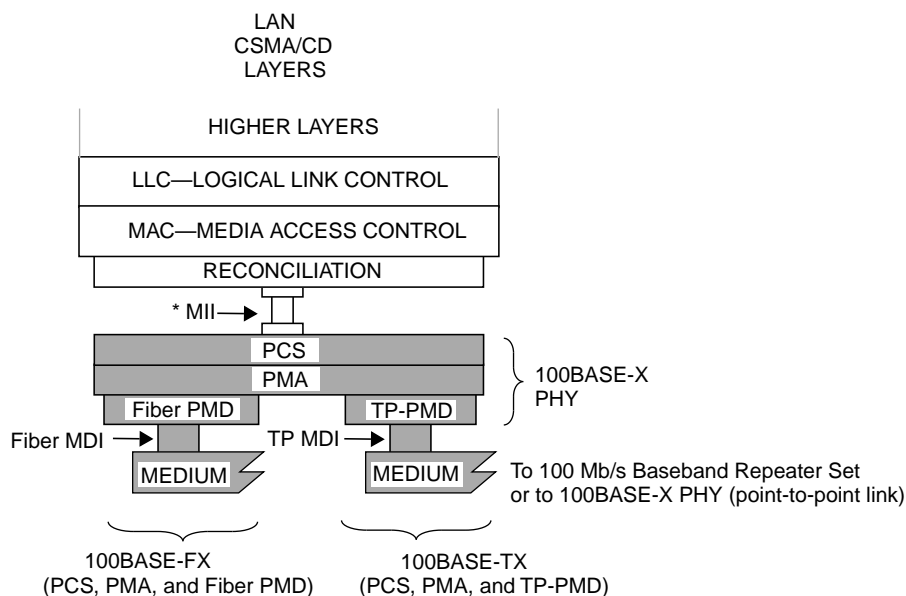 LAN
CSMA/CD
LAYERS
HIGHER LAYERS
LLC—LOGICAL LINK CONTROL
MAC—MEDIA ACCESS CONTROL
RECONCILIATION
* MII
PCS
PMA
100BASE-X
PHY
Fiber PMD
TP-PMD
Fiber MDI
TP MDI
MEDIUM
MEDIUM
To 100 Mb/s Baseband Repeater Set
or to 100BASE-X PHY (point-to-point link)
100BASE-FX
(PCS, PMA, and Fiber PMD)
100BASE-TX
(PCS, PMA, and TP-PMD)